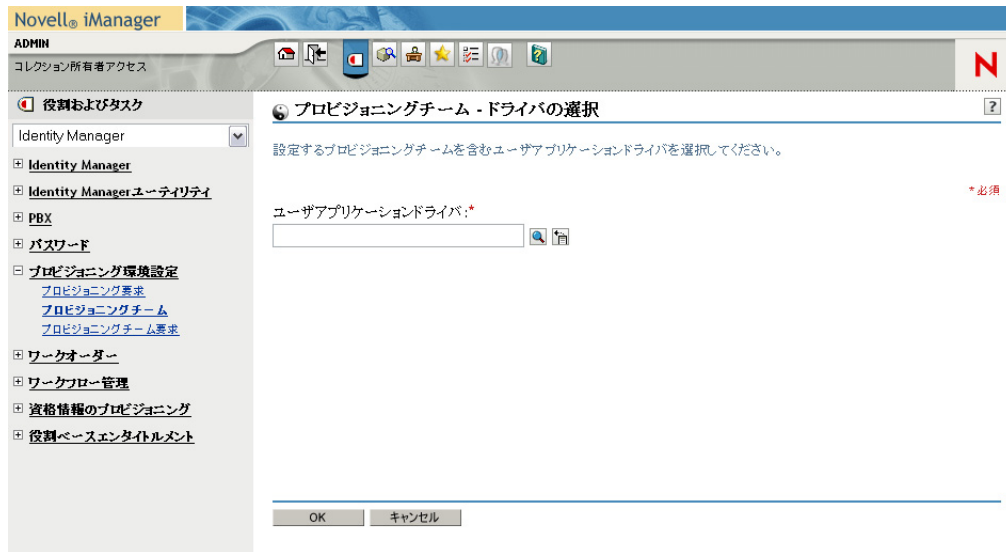 Novell® iManager
ADMIN
コレクション所有者アクセス
N
役割およびタスク
Identity Manager
Identity Manager
Identity Managerユーティリティ
PBX
パスワード
プロビジョニング環境設定
プロビジョニング要求
プロビジョニングチーム
プロビジョニングチーム要求
ワークオーダー
ワークフロー管理
資格情報のプロビジョニング
役割ベースエンタイトルメント
プロビジョニングチーム - ドライバの選択
?
設定するプロビジョニングチームを含むユーザアプリケーションドライバを選択してください。
*必須
ユーザアプリケーションドライバ:*
OK
キャンセル